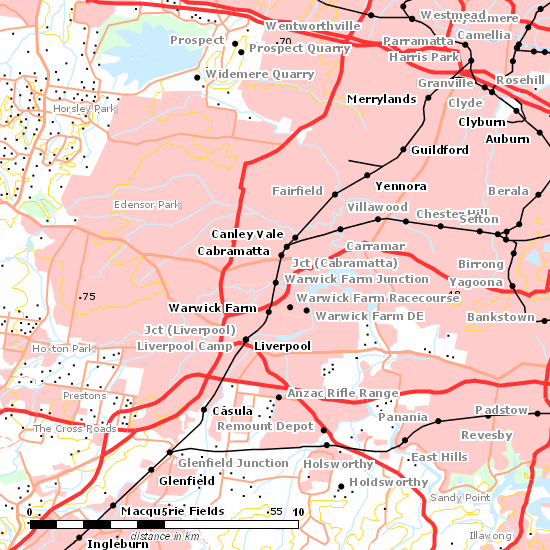 Wentworthville
Westmead
Prospect
-70
Parramatta
Camellia
Prospect Quarry
Harris Park
Widemere Quarry
Granville
Rosehill
Merrylands
Clyde
Horsley Park
Clyburn
Auburn
Guildford
Fairfield
Yennora
Berala
Edensor Park
Villawood
Chester Hill
Sefton
Canley Vale
Cabramatta
Carramar
Jct (Cabramatta)
Birrong
Warwick Farm Junction
Yagoona
-75
Warwick Farm Racecourse
Warwick Farm
Warwick Farm DE
Bankstown
Jct (Liverpool)
Liverpool Camp
Liverpool
Hoxton Park
Prestons
Anzac Rifle Range
Casula
Padstow
Panania
The Cross Roads
Remount Depot
Revesby
East Hills
Glenfield Junction
Holsworthy
Glenfield
Holdsworthy
Sandy Point
Macquarie Fields
-55
0 5 10
distance in km
Illawong
Ingleburn